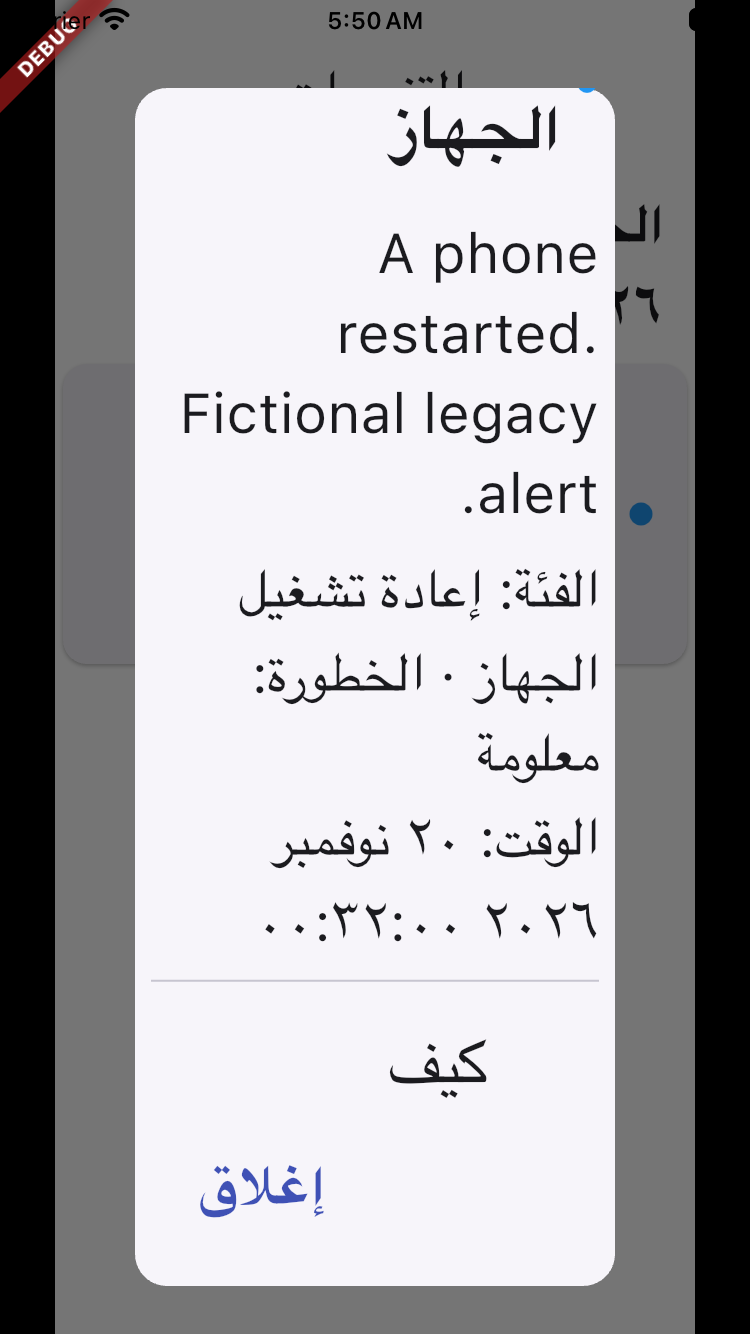 5:50 AM
DEBUG
الجهاز
A phone
restarted.
Fictional legacy
alert.
الفئة: إعادة تشغيل
الجهاز · الخطورة:
معلومة
الوقت: ٢٠ نوفمبر
٢٠٢٦ ٠٠:٣٢:٠٠
كيف
إغلاق